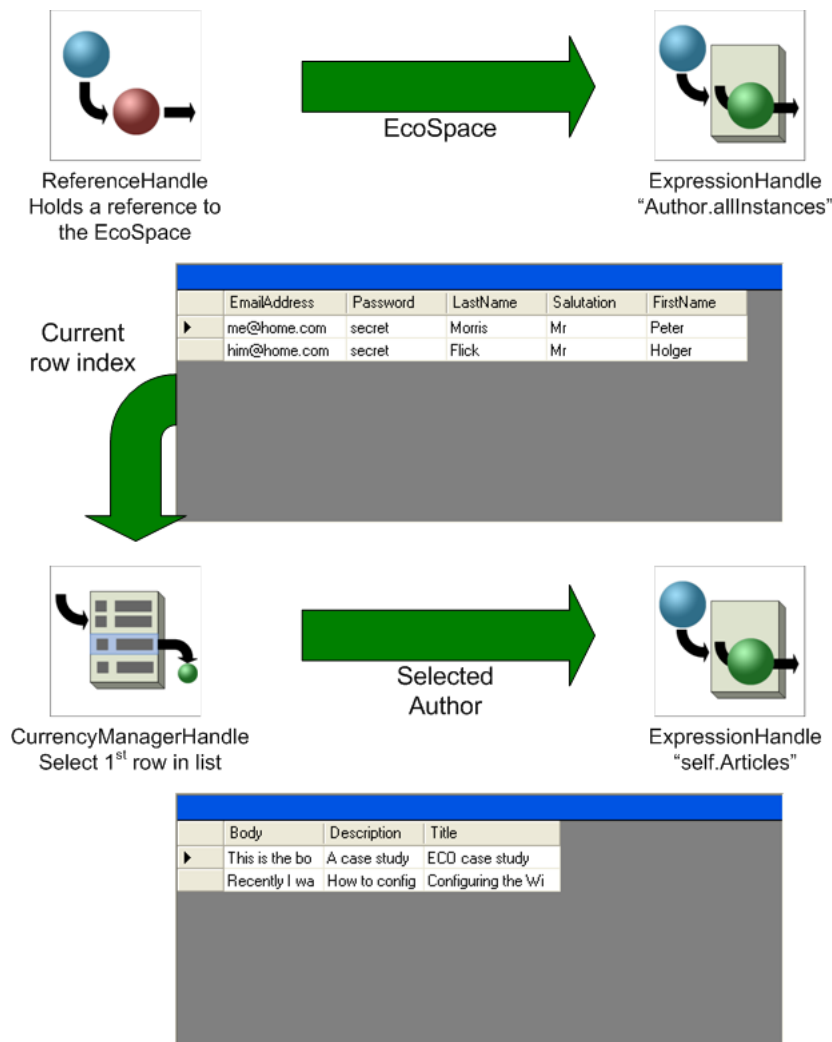 EcoSpace
ReferenceHandle
Holds a reference to
the EcoSpace
ExpressionHandle
“Author.allInstances”
Current
row index
EmailAddress Password LastName Salutation FirstName
me@home.com secret Morris Mr Peter
him@home.com secret Flick Mr Holger
Selected
Author
CurrencyManagerHandle
Select 1st row in list
ExpressionHandle
“self.Articles”
Body Description Title
This is the bo A case study ECO case study
Recently I wa How to config Configuring the Wi